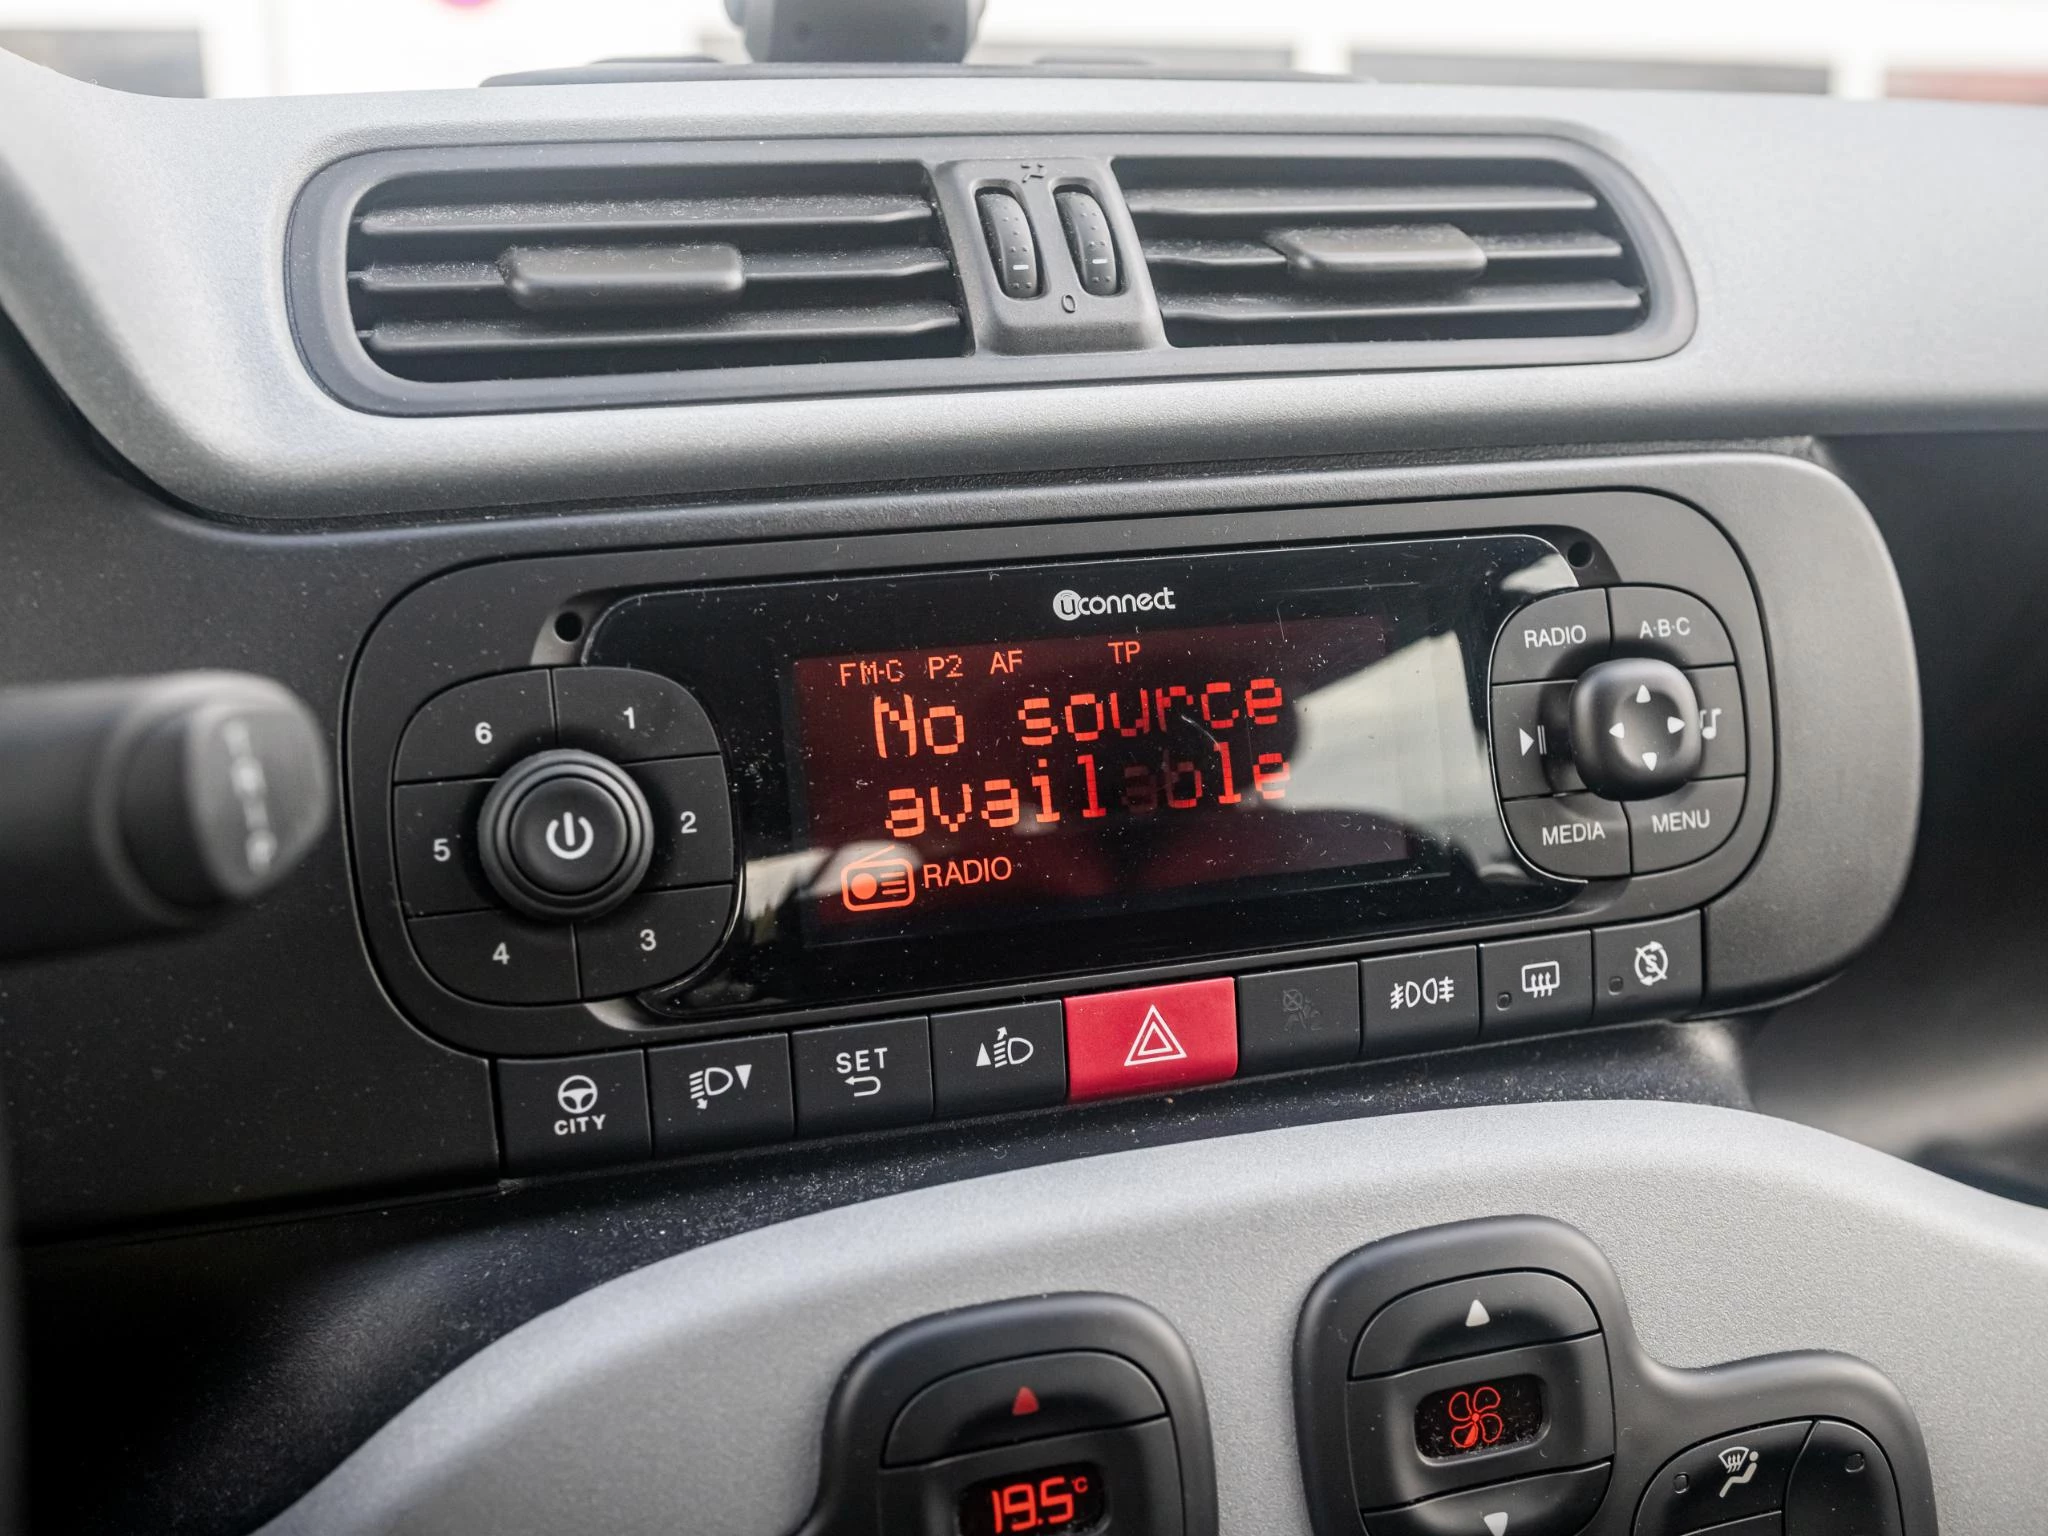 uconnect
RADIO
A·B·C
FM-C P2 AF TP
No source
available
RADIO
6
1
5
2
4
3
MEDIA
MENU
CITY
SET
0
19.5°C